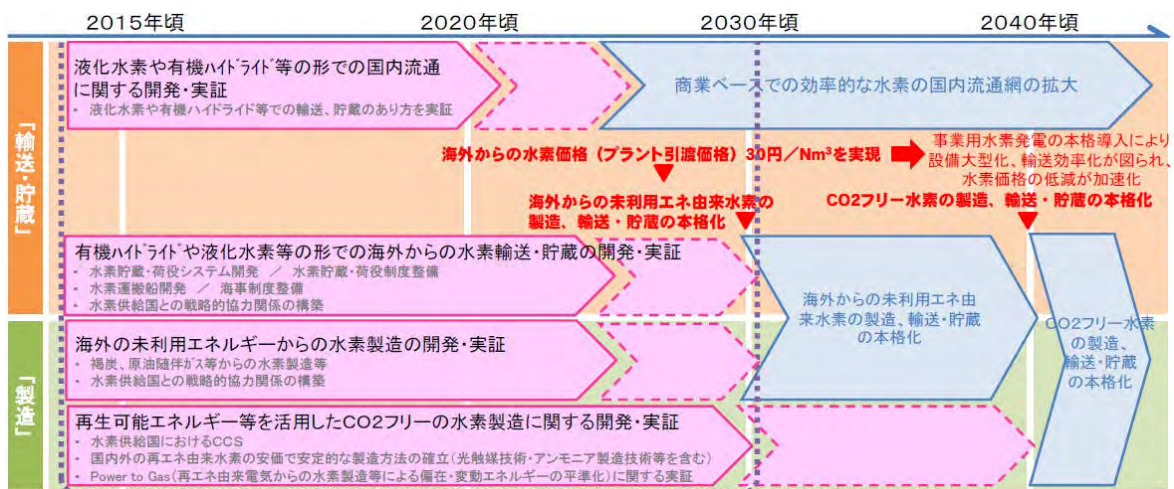 2015年頃
2020年頃
2030年頃
2040年頃
「輸送・貯蔵」
液化水素や有機ﾊｲﾄﾞﾗｲﾄﾞ等の形での国内流通
に関する開発・実証
・ 液化水素や有機ハイドライド等での輸送、貯蔵のあり方を実証
商業ベースでの効率的な水素の国内流通網の拡大
海外からの水素価格（プラント引渡価格）30円／Nm³を実現
事業用水素発電の本格導入により
設備大型化、輸送効率化が図られ、
水素価格の低減が加速化
海外からの未利用エネ由来水素の
製造、輸送・貯蔵の本格化
CO2フリー水素の製造、輸送・貯蔵の本格化
有機ﾊｲﾄﾞﾗｲﾄﾞや液化水素等の形での海外からの水素輸送・貯蔵の開発・実証
・ 水素貯蔵・荷役システム開発 ／ 水素貯蔵・荷役制度整備
・ 水素運搬船開発 ／ 海事制度整備
・ 水素供給国との戦略的協力関係の構築
海外からの未利用エネ由
来水素の製造、輸送・貯蔵
の本格化
CO2フリー水素
の製造、
輸送・貯蔵
の本格化
「製造」
海外の未利用エネルギーからの水素製造の開発・実証
・ 褐炭、原油随伴ｶﾞｽ等からの水素製造等
・ 水素供給国との戦略的協力関係の構築
再生可能エネルギー等を活用したCO2フリーの水素製造に関する開発・実証
・ 水素供給国におけるCCS
・ 国内外の再エネ由来水素の安価で安定的な製造方法の確立（光触媒技術・アンモニア製造技術等を含む）
・ Power to Gas（再エネ由来電気からの水素製造等による偏在・変動エネルギーの平準化）に関する実証